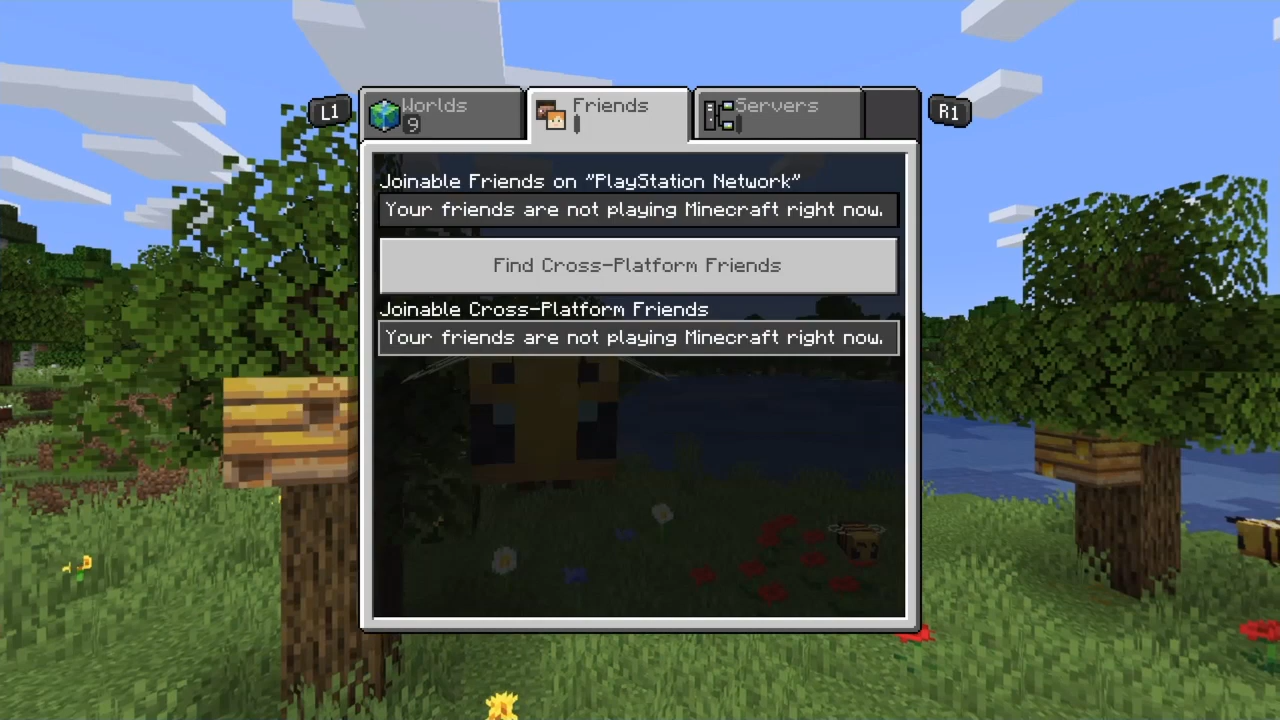 L1
Worlds
9
Friends
Servers
R1
Joinable Friends on "PlayStation Network"
Your friends are not playing Minecraft right now.
Find Cross-Platform Friends
Joinable Cross-Platform Friends
Your friends are not playing Minecraft right now.